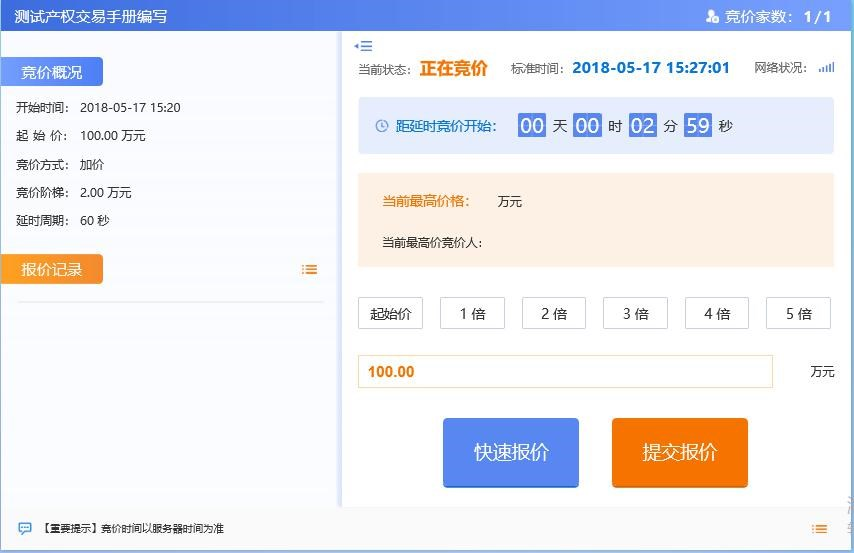 测试产权交易手册编写
竞价家数：1/1
竞价概况
开始时间：2018-05-17 15:20
起 始 价：100.00 万元
竞价方式：加价
竞价阶梯：2.00 万元
延时周期：60 秒
报价记录
当前状态：正在竞价 标准时间：2018-05-17 15:27:01 网络状况：
距延时竞价开始：00 天 00 时 02 分 59 秒
当前最高价格：万元
当前最高价竞价人：
起始价 1 倍 2 倍 3 倍 4 倍 5 倍
100.00 万元
快速报价 提交报价
【重要提示】竞价时间以服务器时间为准